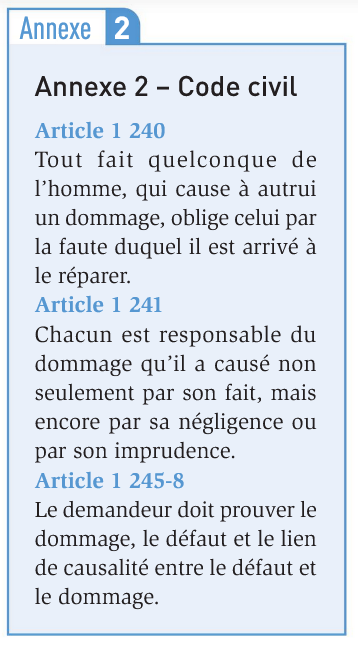 Annexe 2
Annexe 2 – Code civil
Article 1 240
Tout fait quelconque de
l'homme, qui cause à autrui
un dommage, oblige celui par
la faute duquel il est arrivé à
le réparer.
Article 1 241
Chacun est responsable du
dommage qu'il a causé non
seulement par son fait, mais
encore par sa négligence ou
par son imprudence.
Article 1 245-8
Le demandeur doit prouver le
dommage, le défaut et le lien
de causalité entre le défaut et
le dommage.